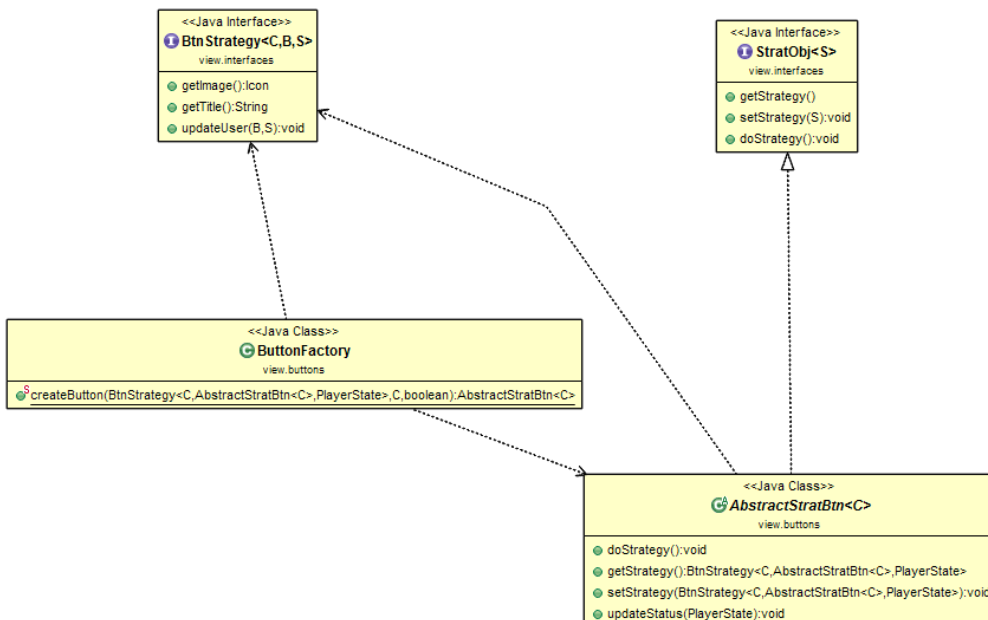 <<Java Interface>>
BtnStrategy<C,B,S>
view.interfaces
getImage():Icon
getTitle():String
updateUser(B,S):void
<<Java Interface>>
StratObj<S>
view.interfaces
getStrategy()
setStrategy(S):void
doStrategy():void
<<Java Class>>
ButtonFactory
view.buttons
createButton(BtnStrategy<C,AbstractStratBtn<C>,PlayerState>,C,boolean):AbstractStratBtn<C>
<<Java Class>>
AbstractStratBtn<C>
view.buttons
doStrategy():void
getStrategy():BtnStrategy<C,AbstractStratBtn<C>,PlayerState>
setStrategy(BtnStrategy<C,AbstractStratBtn<C>,PlayerState>):void
updateStatus(PlayerState):void